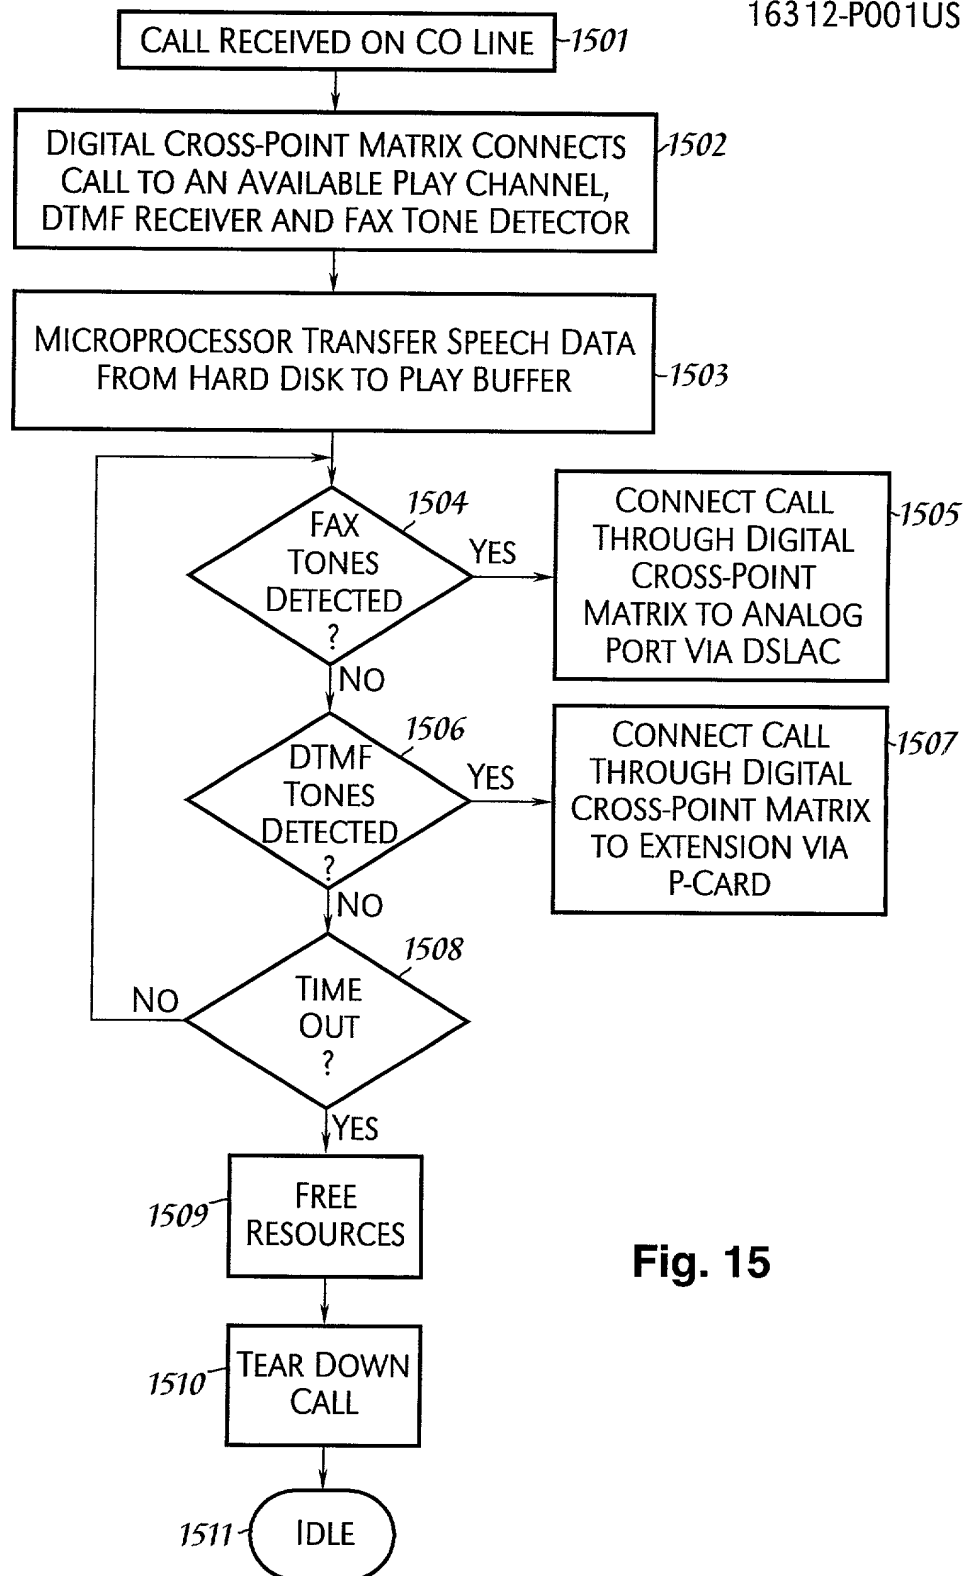 16312-P001US
CALL RECEIVED ON CO LINE
1501
DIGITAL CROSS-POINT MATRIX CONNECTS
CALL TO AN AVAILABLE PLAY CHANNEL,
DTMF RECEIVER AND FAX TONE DETECTOR
1502
MICROPROCESSOR TRANSFER SPEECH DATA
FROM HARD DISK TO PLAY BUFFER
1503
FAX
TONES
DETECTED
?
1504
YES
CONNECT CALL
THROUGH DIGITAL
CROSS-POINT
MATRIX TO ANALOG
PORT VIA DSLAC
1505
NO
DTMF
TONES
DETECTED
?
1506
YES
CONNECT CALL
THROUGH DIGITAL
CROSS-POINT MATRIX
TO EXTENSION VIA
P-CARD
1507
NO
TIME
OUT
?
1508
NO
YES
FREE
RESOURCES
1509
Fig. 15
TEAR DOWN
CALL
1510
IDLE
1511